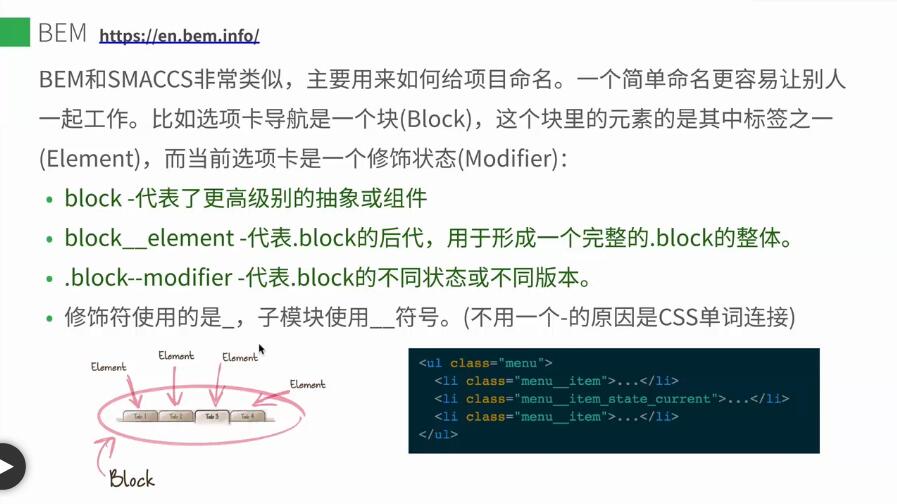 BEM https://en.bem.info/
BEM和SMACCS非常类似，主要用来如何给项目命名。一个简单命名更容易让别人
一起工作。比如选项卡导航是一个块(Block)，这个块里的元素的是其中标签之一
(Element)，而当前选项卡是一个修饰状态(Modifier)：
• block -代表了更高级别的抽象或组件
• block__element -代表.block的后代，用于形成一个完整的.block的整体。
• .block--modifier -代表.block的不同状态或不同版本。
• 修饰符使用的是_，子模块使用__符号。(不用一个-的原因是CSS单词连接)
Element
Element
Element
Element
Tab 1 Tab 2 Tab 3 Tab 4
Block
<ul class="menu">
<li class="menu__item">...</li>
<li class="menu__item_state_current">...</li>
<li class="menu__item">...</li>
</ul>